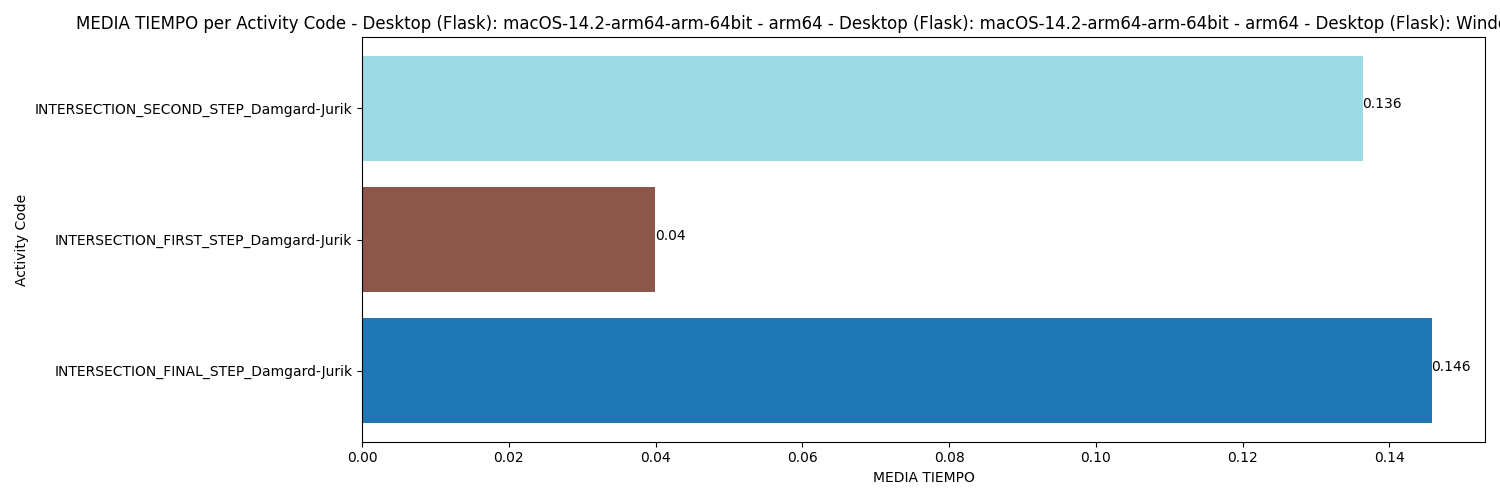 MEDIA TIEMPO per Activity Code - Desktop (Flask): macOS-14.2-arm64-arm-64bit - arm64 - Desktop (Flask): macOS-14.2-arm64-arm-64bit - arm64 - Desktop (Flask):
INTERSECTION_SECOND_STEP_Damgard-Jurik
0.136
INTERSECTION_FIRST_STEP_Damgard-Jurik
0.04
INTERSECTION_FINAL_STEP_Damgard-Jurik
0.146
Activity Code
0.00 0.02 0.04 0.06 0.08 0.10 0.12 0.14
MEDIA TIEMPO